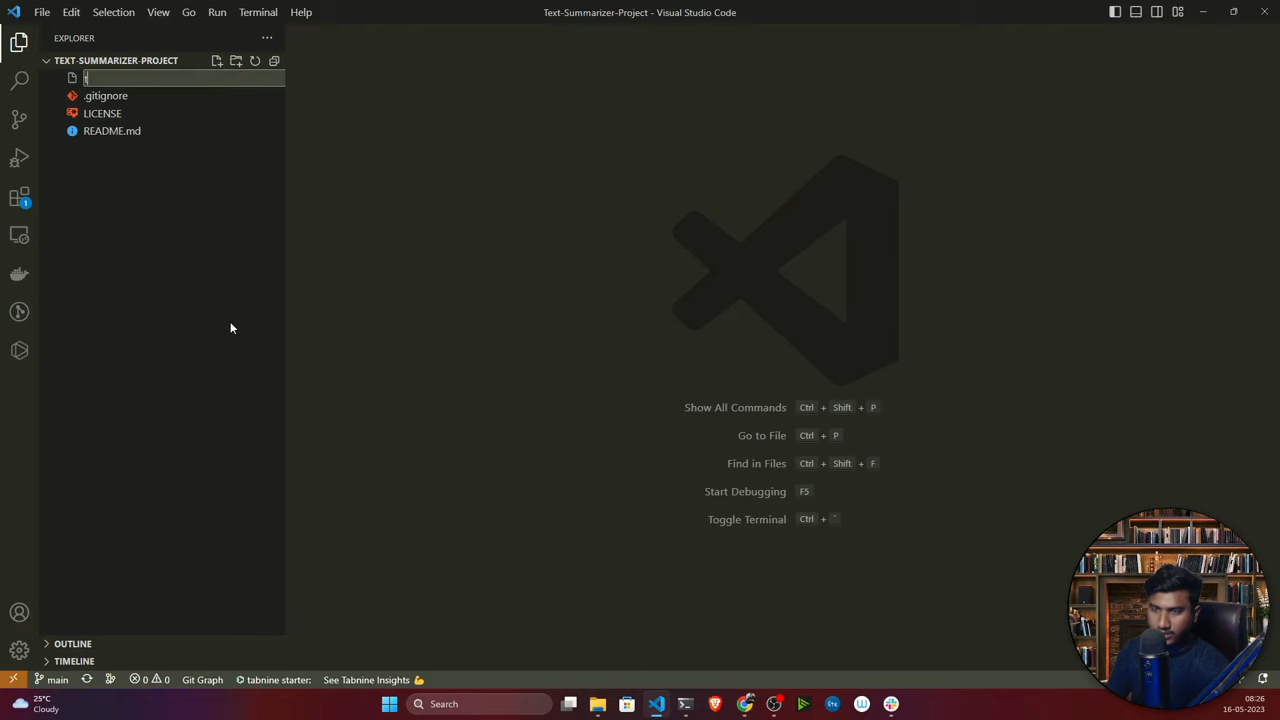 File Edit Selection View Go Run Terminal Help
Text-Summarizer-Project - Visual Studio Code
EXPLORER
TEXT-SUMMARIZER-PROJECT
t
.gitignore
LICENSE
README.md
Show All Commands Ctrl + Shift + P
Go to File Ctrl + P
Find in Files Ctrl + Shift + F
Start Debugging F5
Toggle Terminal Ctrl + `
1
OUTLINE
TIMELINE
main 0 0 Git Graph tabnine starter: See Tabnine Insights
25°C
Cloudy
Search
08:26
16-05-2023